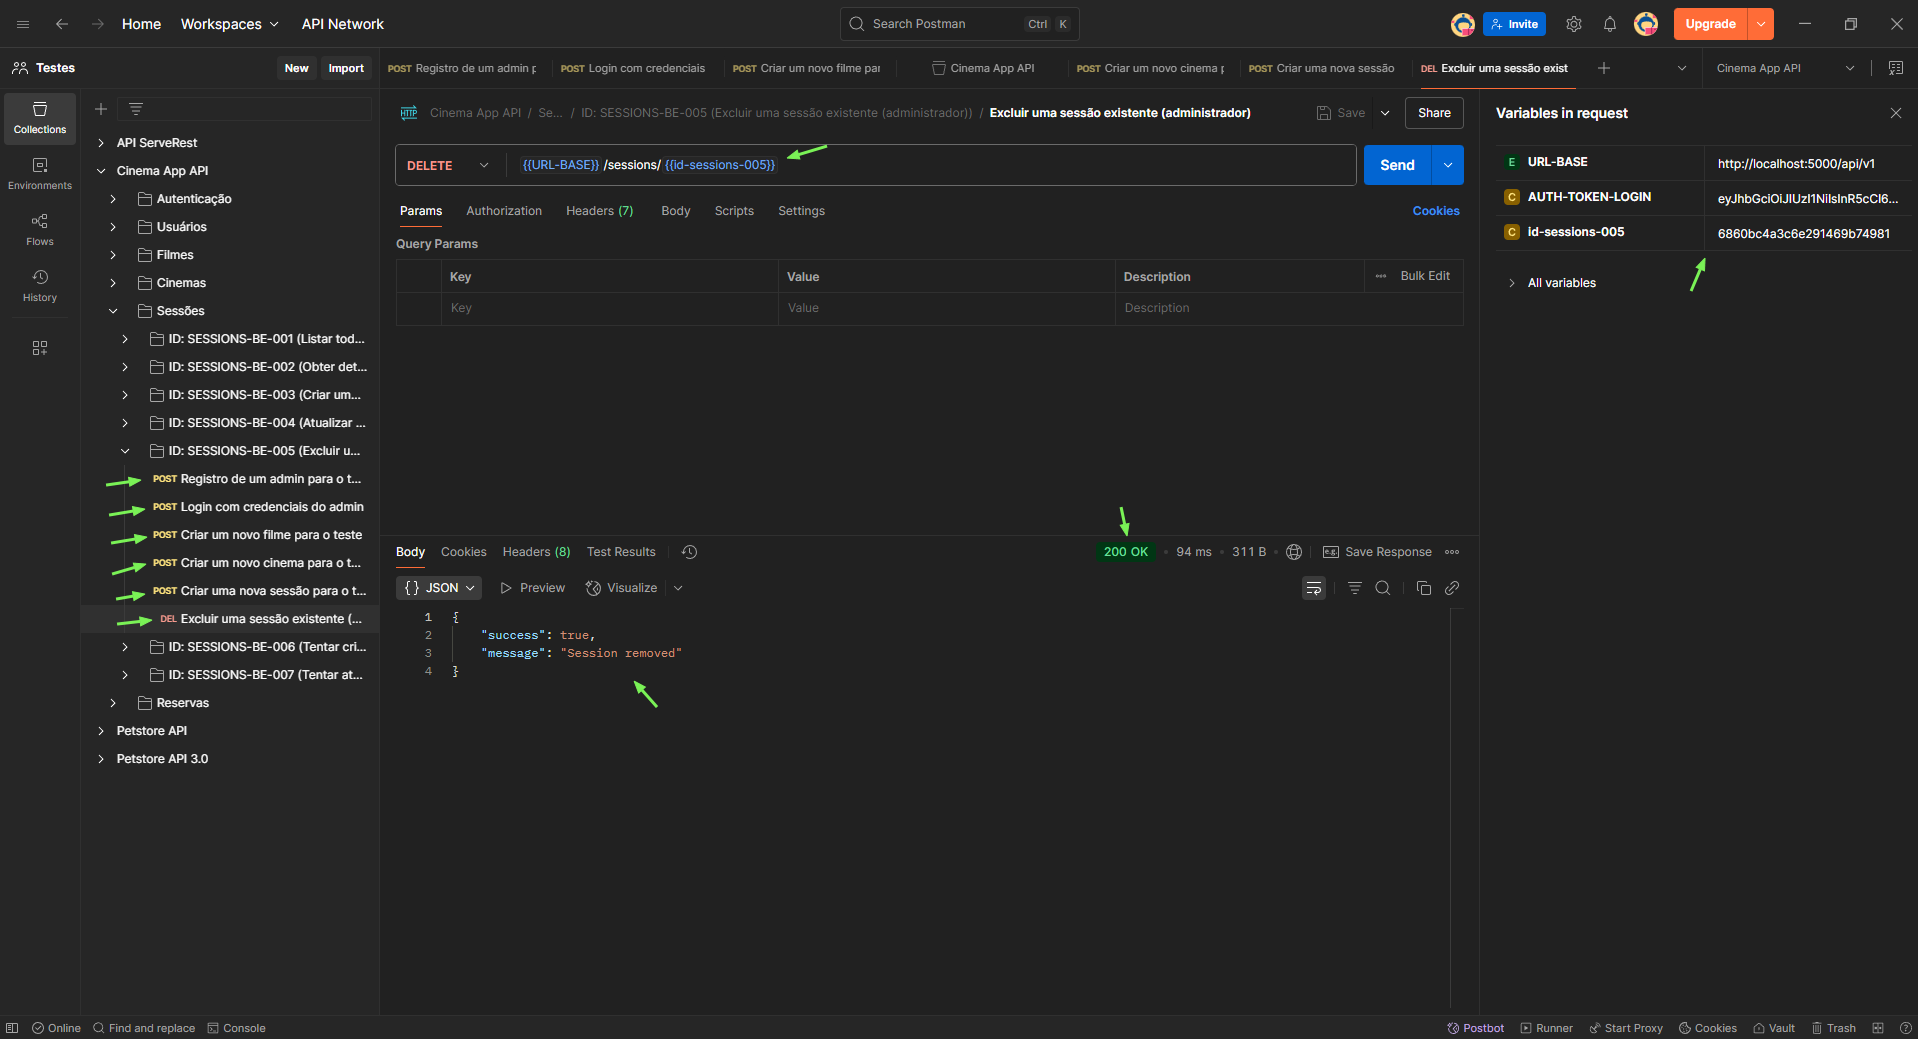 Home Workspaces API Network
Search Postman Ctrl K
Invite Upgrade
Testes New Import
POST Registro de um admin p
POST Login com credenciais
POST Criar um novo filme par
Cinema App API
POST Criar um novo cinema p
POST Criar uma nova sessão
DEL Excluir uma sessão exist
Cinema App API
Collections
Environments
Flows
History
API ServeRest
Cinema App API
Autenticação
Usuários
Filmes
Cinemas
Sessões
ID: SESSIONS-BE-001 (Listar tod...
ID: SESSIONS-BE-002 (Obter det...
ID: SESSIONS-BE-003 (Criar um...
ID: SESSIONS-BE-004 (Atualizar ...
ID: SESSIONS-BE-005 (Excluir u...
POST Registro de um admin para o t...
POST Login com credenciais do admin
POST Criar um novo filme para o teste
POST Criar um novo cinema para o t...
POST Criar uma nova sessão para o t...
DEL Excluir uma sessão existente (...
ID: SESSIONS-BE-006 (Tentar cri...
ID: SESSIONS-BE-007 (Tentar at...
Reservas
Petstore API
Petstore API 3.0
HTTP Cinema App API / Se... / ID: SESSIONS-BE-005 (Excluir uma sessão existente (administrador)) / Excluir uma sessão existente (administrador)
Save Share
DELETE {{URL-BASE}} /sessions/ {{id-sessions-005}}
Send
Params Authorization Headers (7) Body Scripts Settings Cookies
Query Params
Key Value Description Bulk Edit
Key Value Description
Body Cookies Headers (8) Test Results
200 OK 94 ms 311 B e.g. Save Response
{} JSON Preview Visualize
1 {
2 "success": true,
3 "message": "Session removed"
4 }
Variables in request
E URL-BASE http://localhost:5000/api/v1
C AUTH-TOKEN-LOGIN eyJhbGciOiJIUzI1NiIsInR5cCI6...
C id-sessions-005 6860bc4a3c6e291469b74981
All variables
Online Find and replace Console
Postbot Runner Start Proxy Cookies Vault Trash